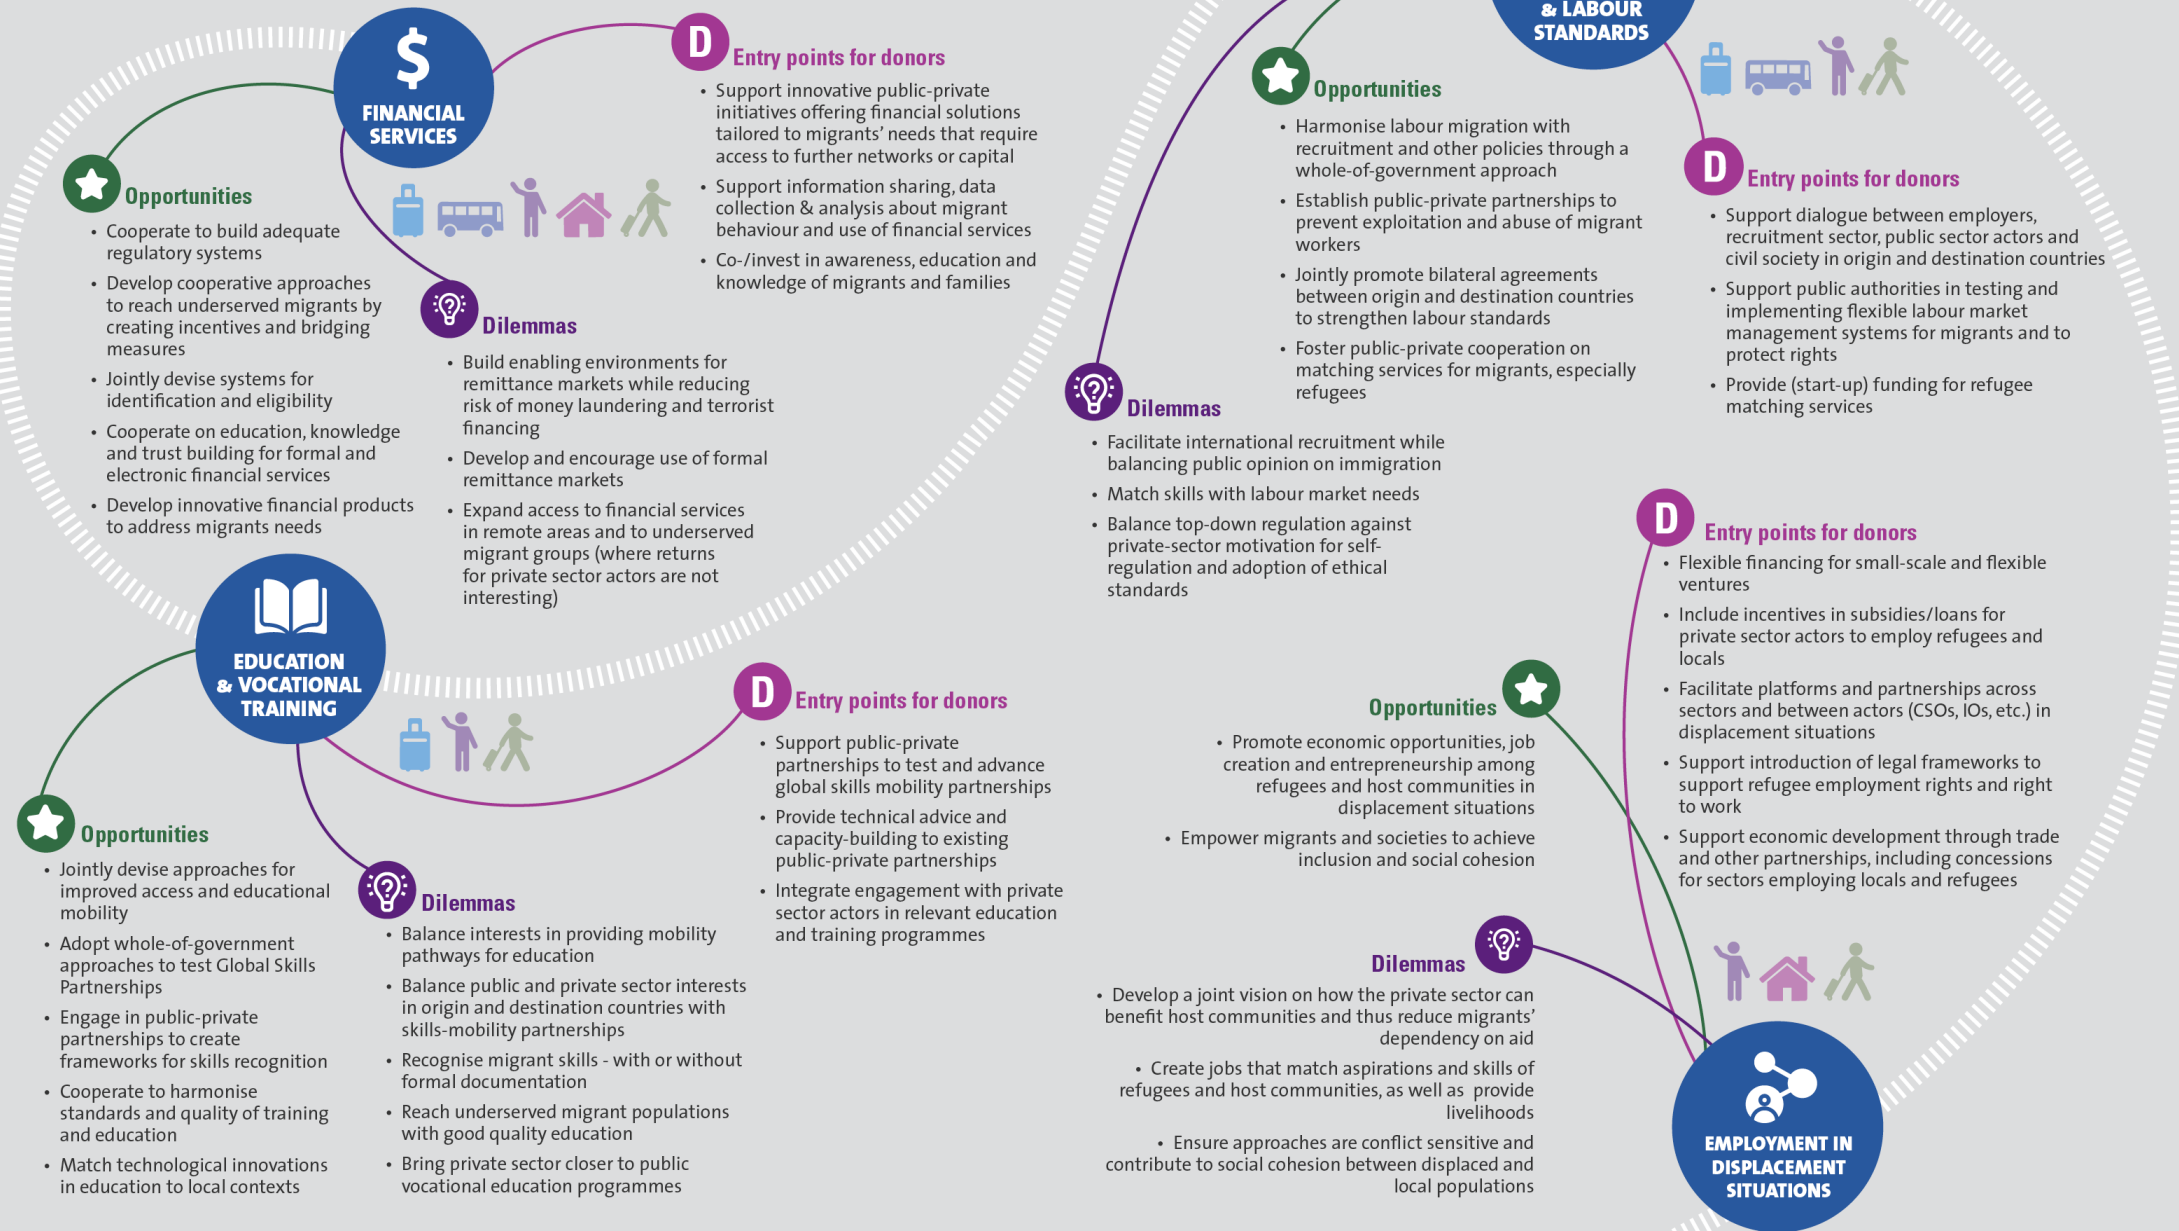 $
FINANCIAL
SERVICES
D
Entry points for donors
• Support innovative public-private
initiatives offering financial solutions
tailored to migrants’ needs that require
access to further networks or capital
• Support information sharing, data
collection & analysis about migrant
behaviour and use of financial services
• Co-/invest in awareness, education and
knowledge of migrants and families
Opportunities
• Cooperate to build adequate
regulatory systems
• Develop cooperative approaches
to reach underserved migrants by
creating incentives and bridging
measures
• Jointly devise systems for
identification and eligibility
• Cooperate on education, knowledge
and trust building for formal and
electronic financial services
• Develop innovative financial products
to address migrants needs
Dilemmas
• Build enabling environments for
remittance markets while reducing
risk of money laundering and terrorist
financing
• Develop and encourage use of formal
remittance markets
• Expand access to financial services
in remote areas and to underserved
migrant groups (where returns
for private sector actors are not
interesting)
EDUCATION
& VOCATIONAL
TRAINING
D
Entry points for donors
• Support public-private
partnerships to test and advance
global skills mobility partnerships
• Provide technical advice and
capacity-building to existing
public-private partnerships
• Integrate engagement with private
sector actors in relevant education
and training programmes
Opportunities
• Jointly devise approaches for
improved access and educational
mobility
• Adopt whole-of-government
approaches to test Global Skills
Partnerships
• Engage in public-private
partnerships to create
frameworks for skills recognition
• Cooperate to harmonise
standards and quality of training
and education
• Match technological innovations
in education to local contexts
Dilemmas
• Balance interests in providing mobility
pathways for education
• Balance public and private sector interests
in origin and destination countries with
skills-mobility partnerships
• Recognise migrant skills - with or without
formal documentation
• Reach underserved migrant populations
with good quality education
• Bring private sector closer to public
vocational education programmes
& LABOUR
STANDARDS
Opportunities
• Harmonise labour migration with
recruitment and other policies through a
whole-of-government approach
• Establish public-private partnerships to
prevent exploitation and abuse of migrant
workers
• Jointly promote bilateral agreements
between origin and destination countries
to strengthen labour standards
• Foster public-private cooperation on
matching services for migrants, especially
refugees
D
Entry points for donors
• Support dialogue between employers,
recruitment sector, public sector actors and
civil society in origin and destination countries
• Support public authorities in testing and
implementing flexible labour market
management systems for migrants and to
protect rights
• Provide (start-up) funding for refugee
matching services
Dilemmas
• Facilitate international recruitment while
balancing public opinion on immigration
• Match skills with labour market needs
• Balance top-down regulation against
private-sector motivation for self-
regulation and adoption of ethical
standards
D
Entry points for donors
• Flexible financing for small-scale and flexible
ventures
• Include incentives in subsidies/loans for
private sector actors to employ refugees and
locals
• Facilitate platforms and partnerships across
sectors and between actors (CSOs, IOs, etc.) in
displacement situations
• Support introduction of legal frameworks to
support refugee employment rights and right
to work
• Support economic development through trade
and other partnerships, including concessions
for sectors employing locals and refugees
Opportunities
• Promote economic opportunities, job
creation and entrepreneurship among
refugees and host communities in
displacement situations
• Empower migrants and societies to achieve
inclusion and social cohesion
Dilemmas
• Develop a joint vision on how the private sector can
benefit host communities and thus reduce migrants’
dependency on aid
• Create jobs that match aspirations and skills of
refugees and host communities, as well as provide
livelihoods
• Ensure approaches are conflict sensitive and
contribute to social cohesion between displaced and
local populations
EMPLOYMENT IN
DISPLACEMENT
SITUATIONS